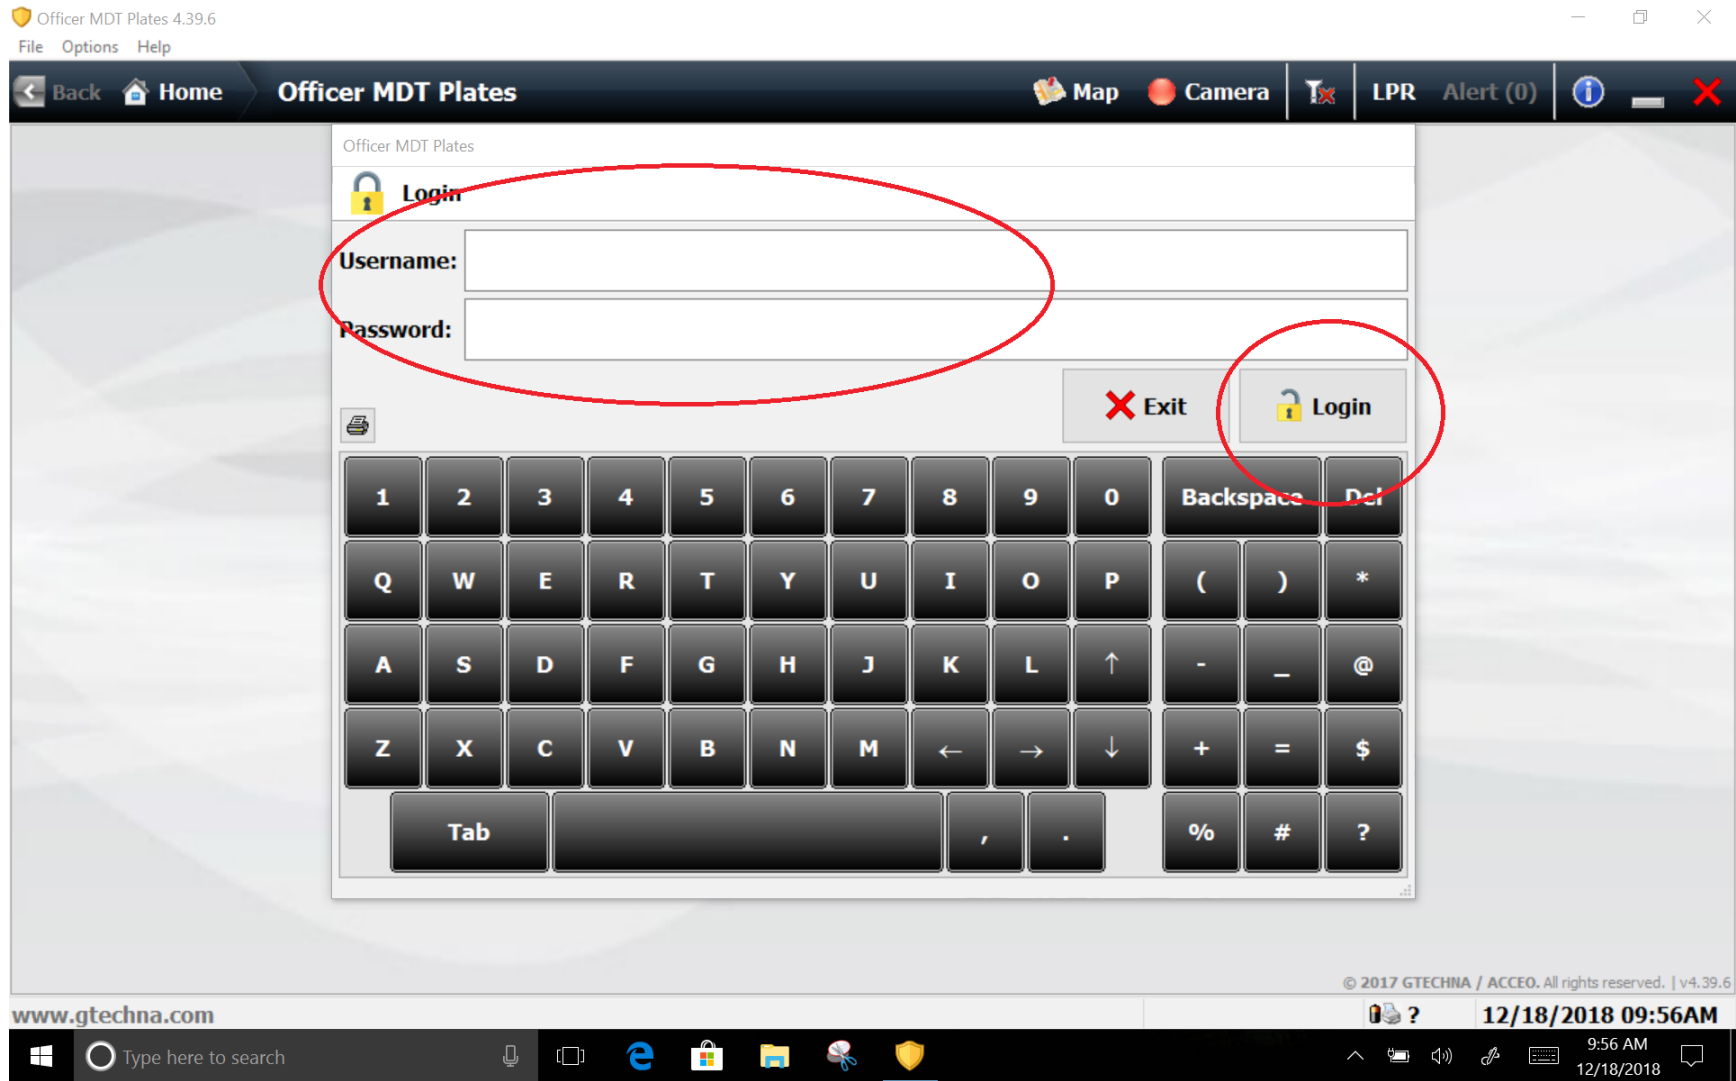 Officer MDT Plates 4.39.6
File Options Help
Back Home Officer MDT Plates Map Camera LPR Alert (0)
Officer MDT Plates
Login
Username:
Password:
Exit Login
1 2 3 4 5 6 7 8 9 0 Backspace Del
Q W E R T Y U I O P ( ) *
A S D F G H J K L ↑ - _ @
Z X C V B N M ← → ↓ + = $
Tab , . % # ?
© 2017 GTECHNA / ACCEO. All rights reserved. | v4.39.6
www.gtechna.com ? 12/18/2018 09:56AM
Type here to search 9:56 AM
12/18/2018